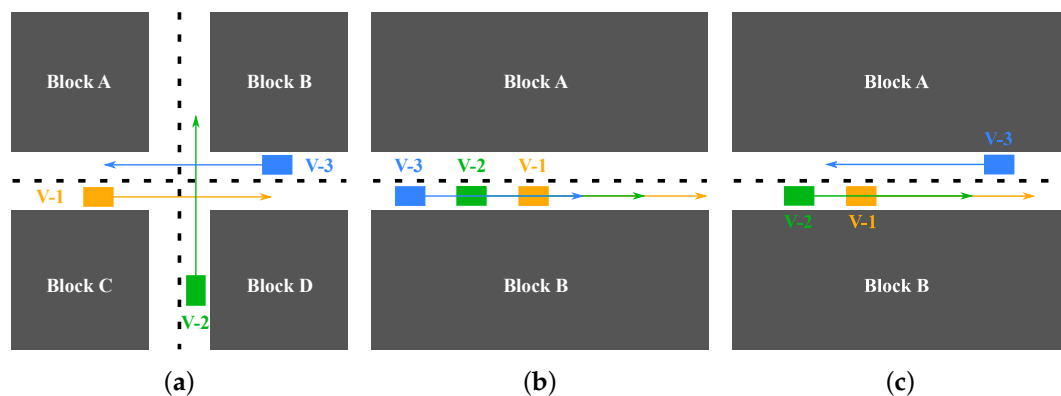 Block A
Block B
V-3
V-1
Block C
Block D
V-2
(a)
Block A
V-3
V-2
V-1
Block B
(b)
Block A
V-3
V-2
V-1
Block B
(c)